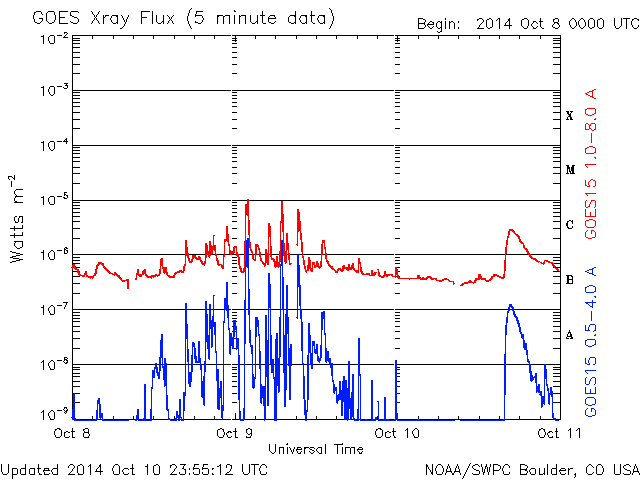 GOES Xray Flux (5 minute data)
Begin: 2014 Oct 8 0000 UTC
10⁻²
10⁻³
10⁻⁴
10⁻⁵
10⁻⁶
10⁻⁷
10⁻⁸
10⁻⁹
Watts m⁻²
X
M
C
B
A
GOES15 1.0-8.0 A
GOES15 0.5-4.0 A
Oct 8
Oct 9
Oct 10
Oct 11
Universal Time
Updated 2014 Oct 10 23:55:12 UTC
NOAA/SWPC Boulder, CO USA